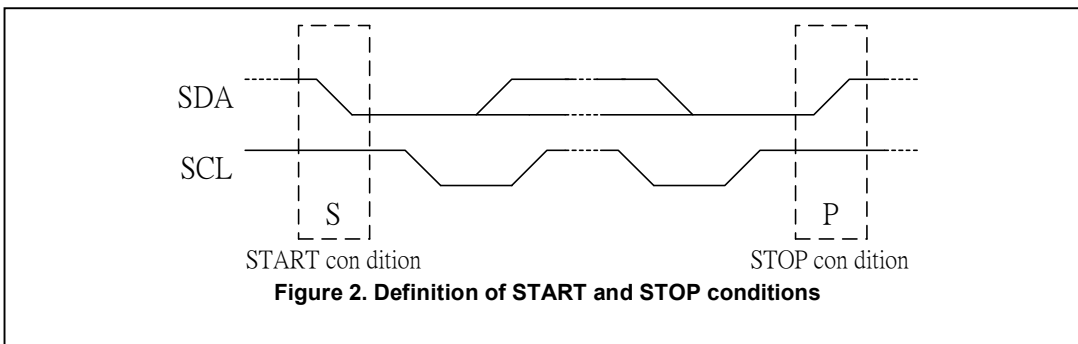 SDA
SCL
S
P
START con dition
STOP con dition
Figure 2. Definition of START and STOP conditions